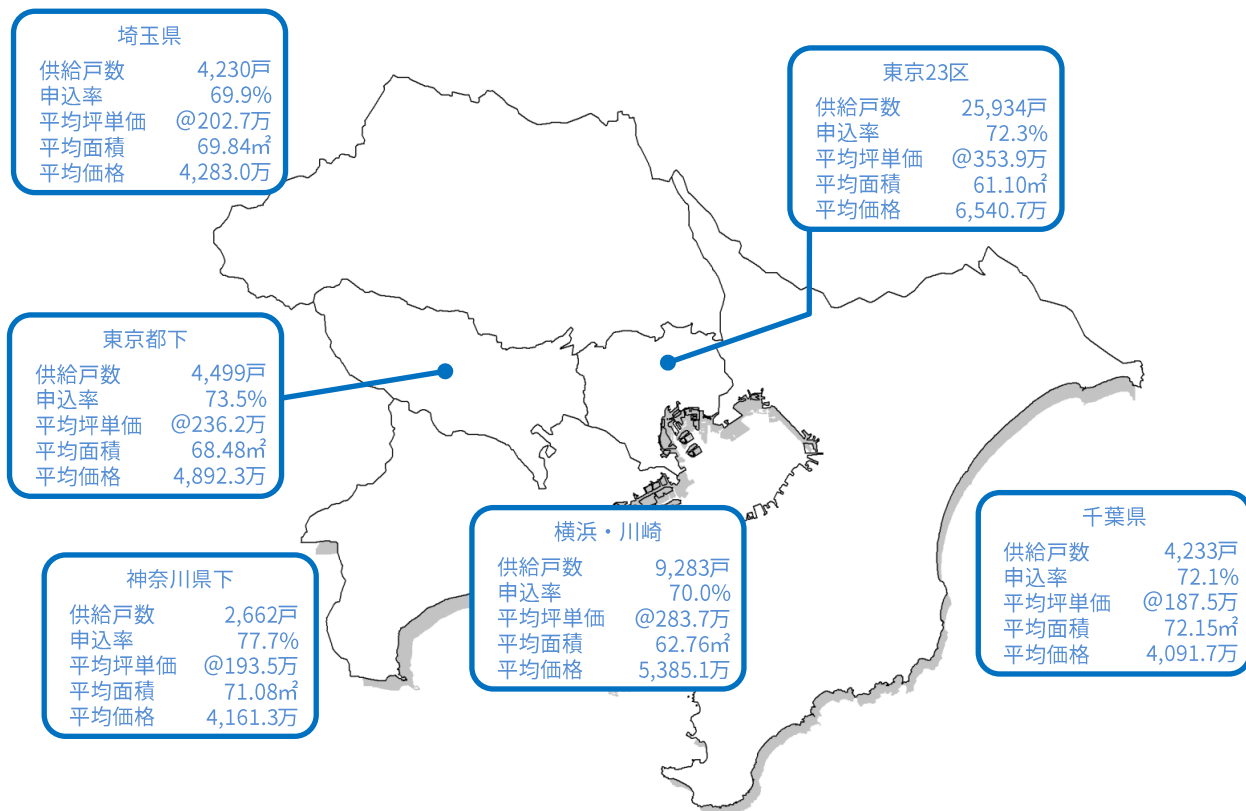 埼玉県
供給戸数 4,230戸
申込率 69.9%
平均坪単価 @202.7万
平均面積 69.84㎡
平均価格 4,283.0万
東京23区
供給戸数 25,934戸
申込率 72.3%
平均坪単価 @353.9万
平均面積 61.10㎡
平均価格 6,540.7万
東京都下
供給戸数 4,499戸
申込率 73.5%
平均坪単価 @236.2万
平均面積 68.48㎡
平均価格 4,892.3万
神奈川県下
供給戸数 2,662戸
申込率 77.7%
平均坪単価 @193.5万
平均面積 71.08㎡
平均価格 4,161.3万
横浜・川崎
供給戸数 9,283戸
申込率 70.0%
平均坪単価 @283.7万
平均面積 62.76㎡
平均価格 5,385.1万
千葉県
供給戸数 4,233戸
申込率 72.1%
平均坪単価 @187.5万
平均面積 72.15㎡
平均価格 4,091.7万